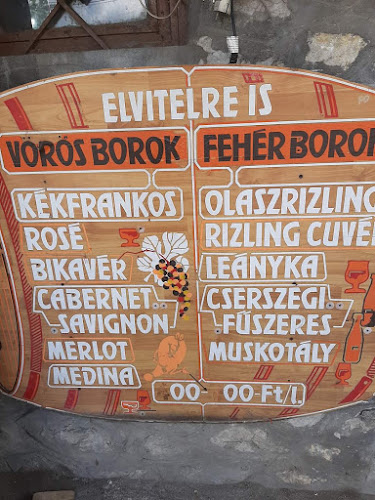 ELVITELRE IS
VÖRÖS BOROK
KÉKFRANKOS
ROSÉ
BIKAVÉR
CABERNET
SAVIGNON
MERLOT
MEDINA
FEHÉR BOROK
OLASZRIZLING
RIZLING CUVÉ
LEÁNYKA
CSERSZEGI
FŰSZERES
MUSKOTÁLY
00- 00-Ft/l.